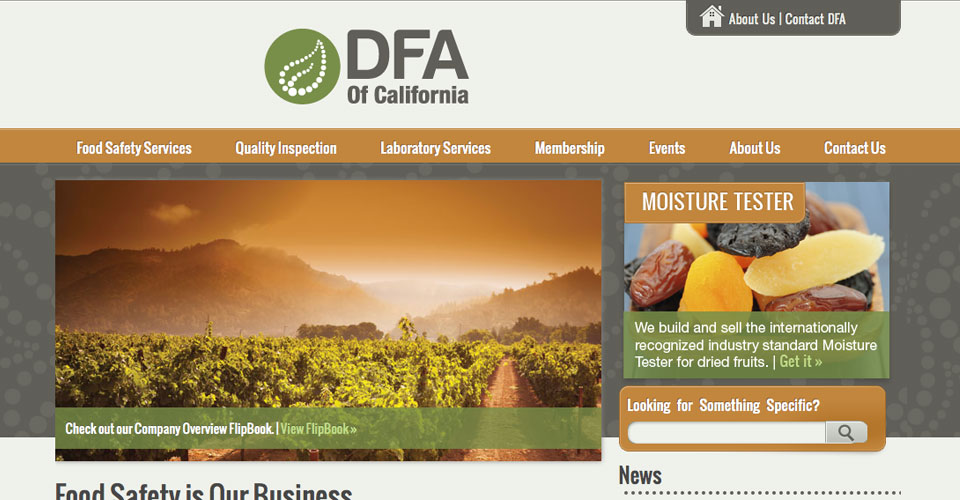 About Us | Contact DFA
DFA
Of California
Food Safety Services Quality Inspection Laboratory Services Membership Events About Us Contact Us
MOISTURE TESTER
We build and sell the internationally
recognized industry standard Moisture
Tester for dried fruits. | Get it »
Check out our Company Overview FlipBook. | View FlipBook »
Looking for Something Specific?
News
Food Safety is Our Business